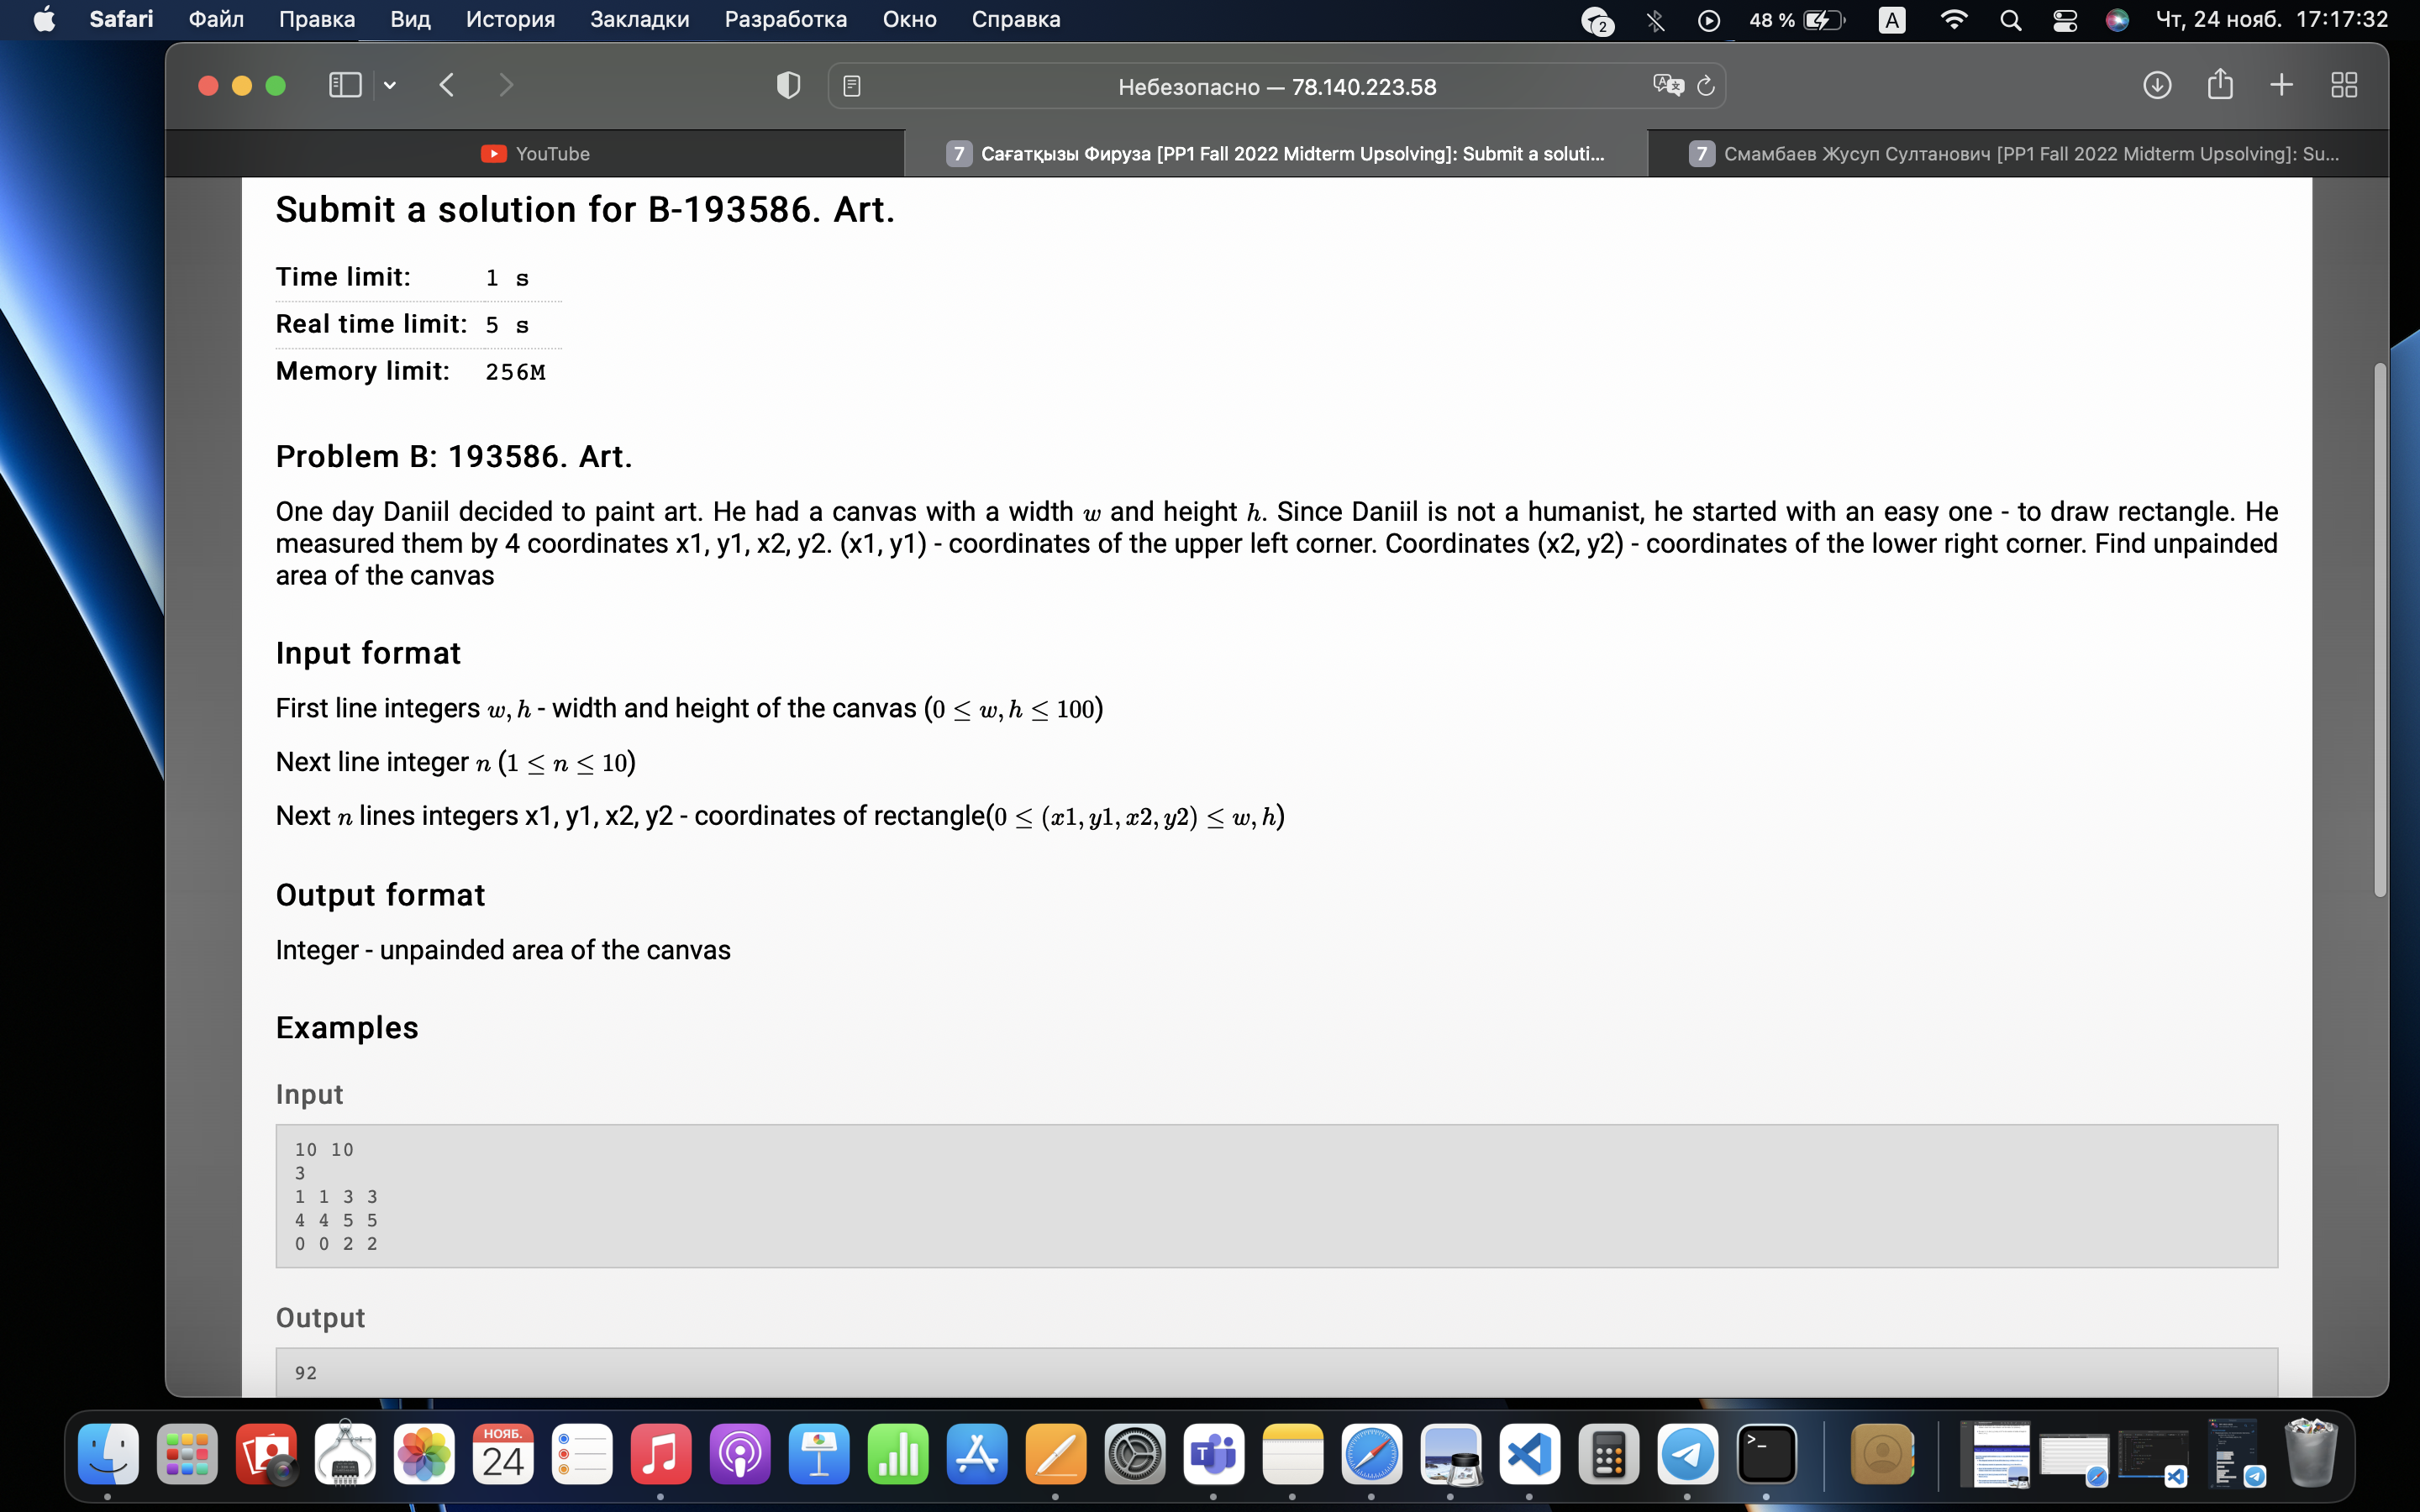 Safari Файл Правка Вид История Закладки Разработка Окно Справка 2 48 % A Чт, 24 нояб. 17:17:32
Небезопасно — 78.140.223.58
YouTube
7 Сағатқызы Фируза [PP1 Fall 2022 Midterm Upsolving]: Submit a soluti...
7 Смамбаев Жусуп Султанович [PP1 Fall 2022 Midterm Upsolving]: Su...
Submit a solution for B-193586. Art.
Time limit: 1 s
Real time limit: 5 s
Memory limit: 256M
Problem B: 193586. Art.
One day Daniil decided to paint art. He had a canvas with a width w and height h. Since Daniil is not a humanist, he started with an easy one - to draw rectangle. He
measured them by 4 coordinates x1, y1, x2, y2. (x1, y1) - coordinates of the upper left corner. Coordinates (x2, y2) - coordinates of the lower right corner. Find unpainded
area of the canvas
Input format
First line integers w, h - width and height of the canvas (0 ≤ w, h ≤ 100)
Next line integer n (1 ≤ n ≤ 10)
Next n lines integers x1, y1, x2, y2 - coordinates of rectangle(0 ≤ (x1, y1, x2, y2) ≤ w, h)
Output format
Integer - unpainded area of the canvas
Examples
Input
10 10
3
1 1 3 3
4 4 5 5
0 0 2 2
Output
92
НОЯБ.
24
T
>_